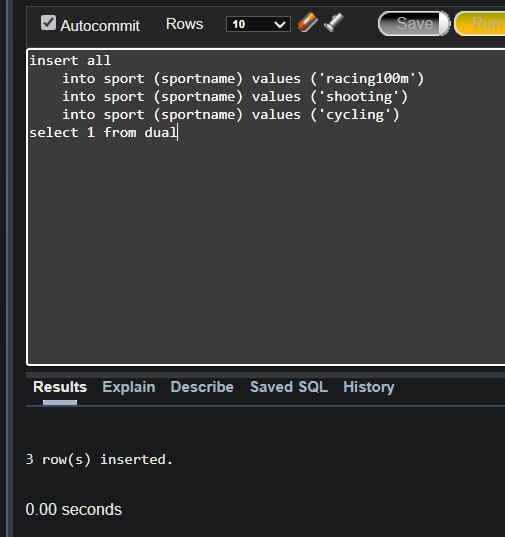 Autocommit Rows 10 Save Run
insert all
    into sport (sportname) values ('racing100m')
    into sport (sportname) values ('shooting')
    into sport (sportname) values ('cycling')
select 1 from dual
Results Explain Describe Saved SQL History
3 row(s) inserted.
0.00 seconds